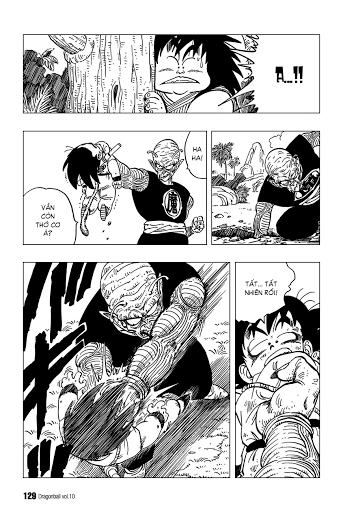 A...!!
HA
HA!
VẪN
CÒN
THỞ CƠ
À?
TẤT... TẤT
NHIÊN RỒI!
129 Dragonball vol.10